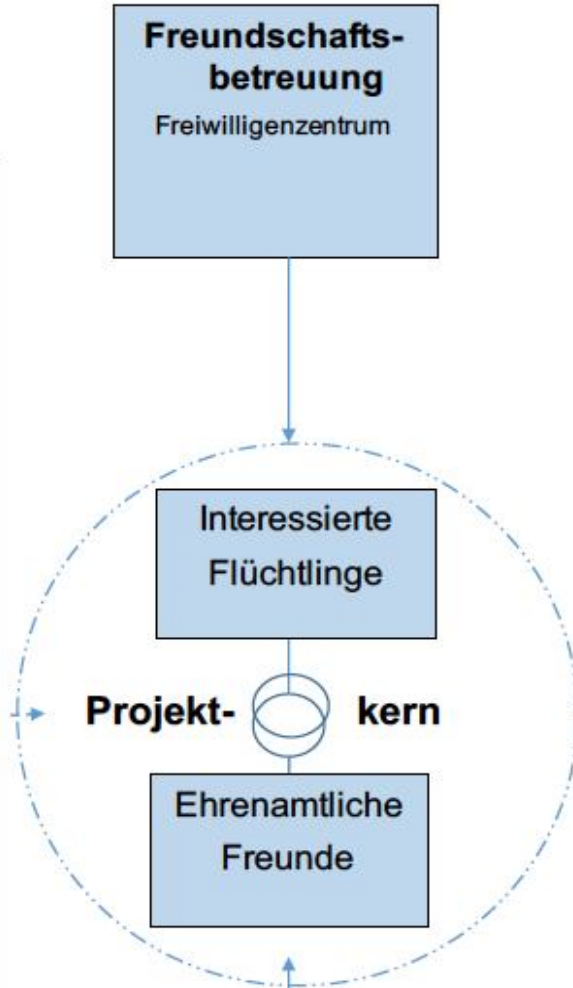 Freundschafts-
betreuung
Freiwilligenzentrum
Interessierte
Flüchtlinge
Projekt- kern
Ehrenamtliche
Freunde